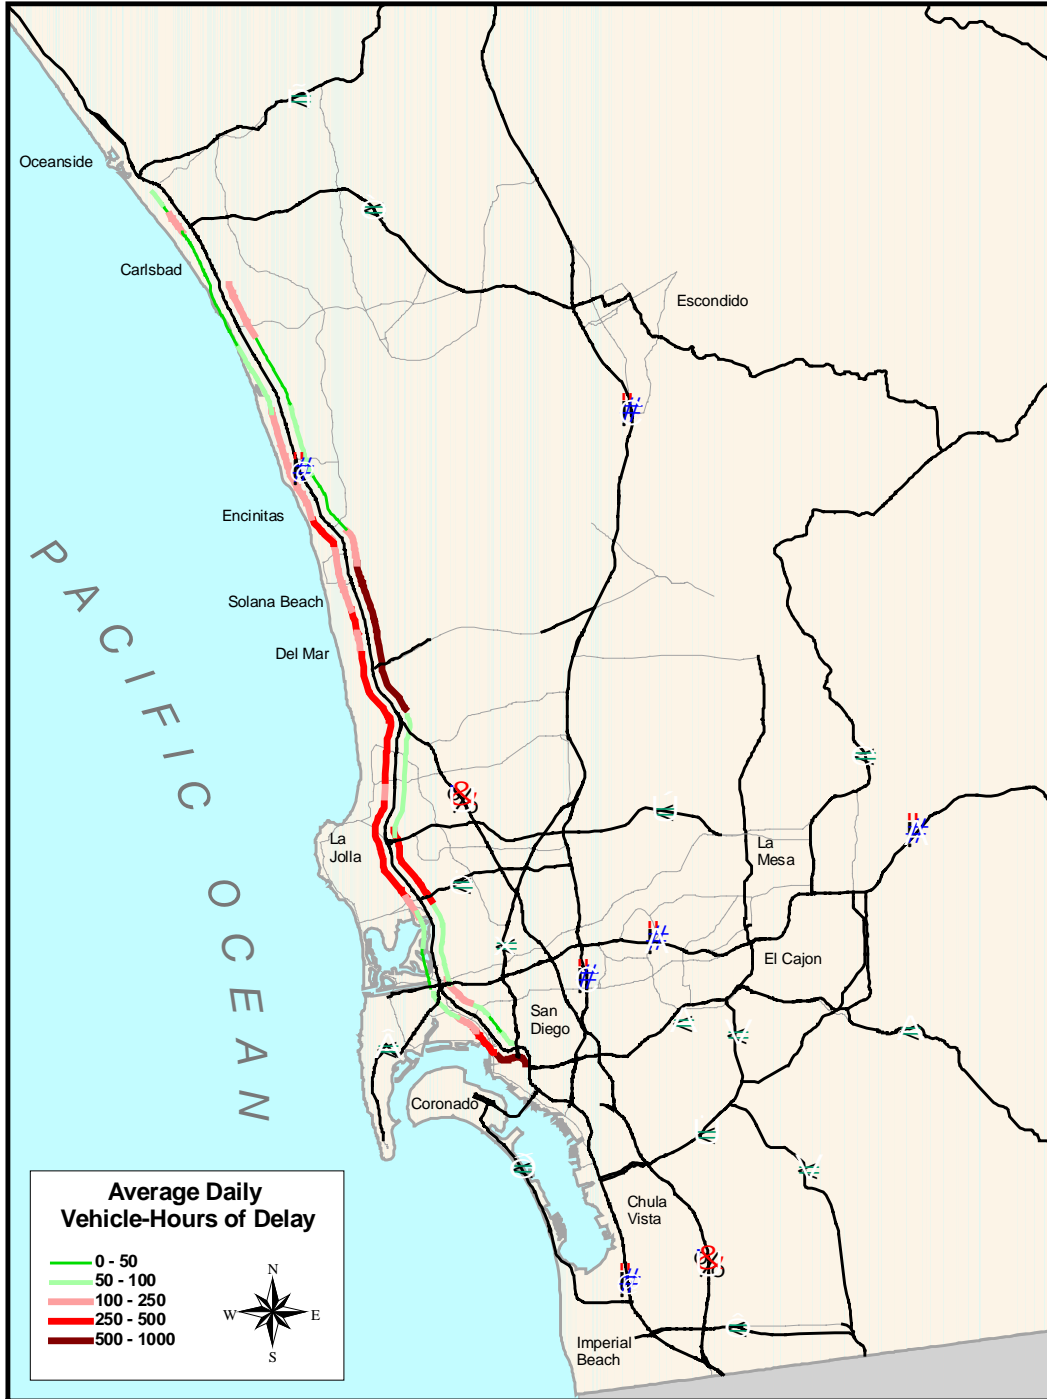 Oceanside
Carlsbad
Escondido
Encinitas
Solana Beach
Del Mar
PACIFIC OCEAN
La
Jolla
La
Mesa
El Cajon
San
Diego
Coronado
Chula
Vista
Imperial
Beach
Average Daily
Vehicle-Hours of Delay
0 - 50
50 - 100
100 - 250
250 - 500
500 - 1000
N
W E
S